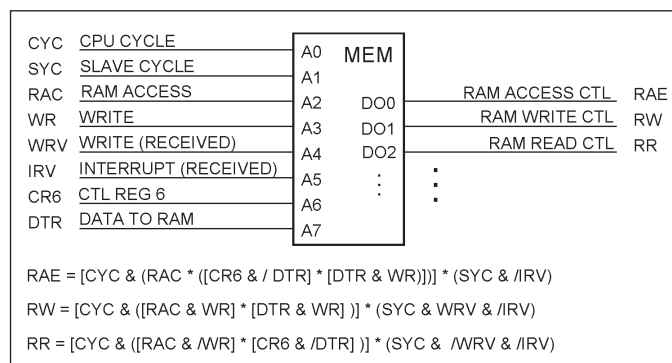 CYC CPU CYCLE A0 MEM
SYC SLAVE CYCLE A1
RAC RAM ACCESS A2 DO0 RAM ACCESS CTL RAE
WR WRITE A3 DO1 RAM WRITE CTL RW
WRV WRITE (RECEIVED) A4 DO2 RAM READ CTL RR
IRV INTERRUPT (RECEIVED) A5
CR6 CTL REG 6 A6
DTR DATA TO RAM A7
RAE = [CYC & (RAC * ([CR6 & / DTR] * [DTR & WR)])] * (SYC & /IRV)
RW = [CYC & ([RAC & WR] * [DTR & WR] )] * (SYC & WRV & /IRV)
RR = [CYC & ([RAC & /WR] * [CR6 & /DTR] )] * (SYC & /WRV & /IRV)